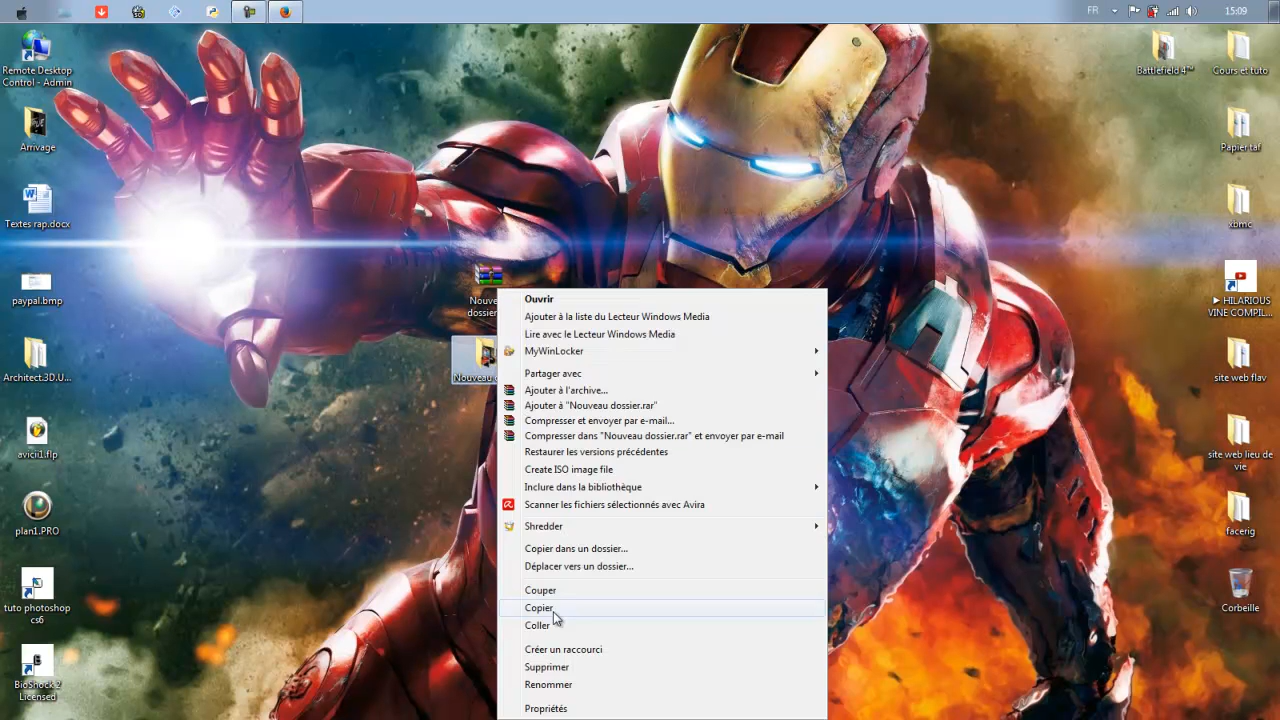 FR
15:09
Remote Desktop
Control - Admin
Arrivage
Textes rap.docx
paypal.bmp
Architect.3D.U...
avicii1.flp
plan1.PRO
tuto photoshop
cs6
BioShock 2
Licensed
dossier
Nouveau
Ouvrir
Ajouter à la liste du Lecteur Windows Media
Lire avec le Lecteur Windows Media
MyWinLocker
Partager avec
Ajouter à l'archive...
Ajouter à "Nouveau dossier.rar"
Compresser et envoyer par e-mail...
Compresser dans "Nouveau dossier.rar" et envoyer par e-mail
Restaurer les versions précédentes
Create ISO image file
Inclure dans la bibliothèque
Scanner les fichiers sélectionnés avec Avira
Shredder
Copier dans un dossier...
Déplacer vers un dossier...
Couper
Copier
Coller
Créer un raccourci
Supprimer
Renommer
Propriétés
Battlefield 4™
Cours et tuto
Papier taf
xbmc
► HILARIOUS
VINE COMPIL...
site web flav
site web lieu de
vie
facerig
Corbeille